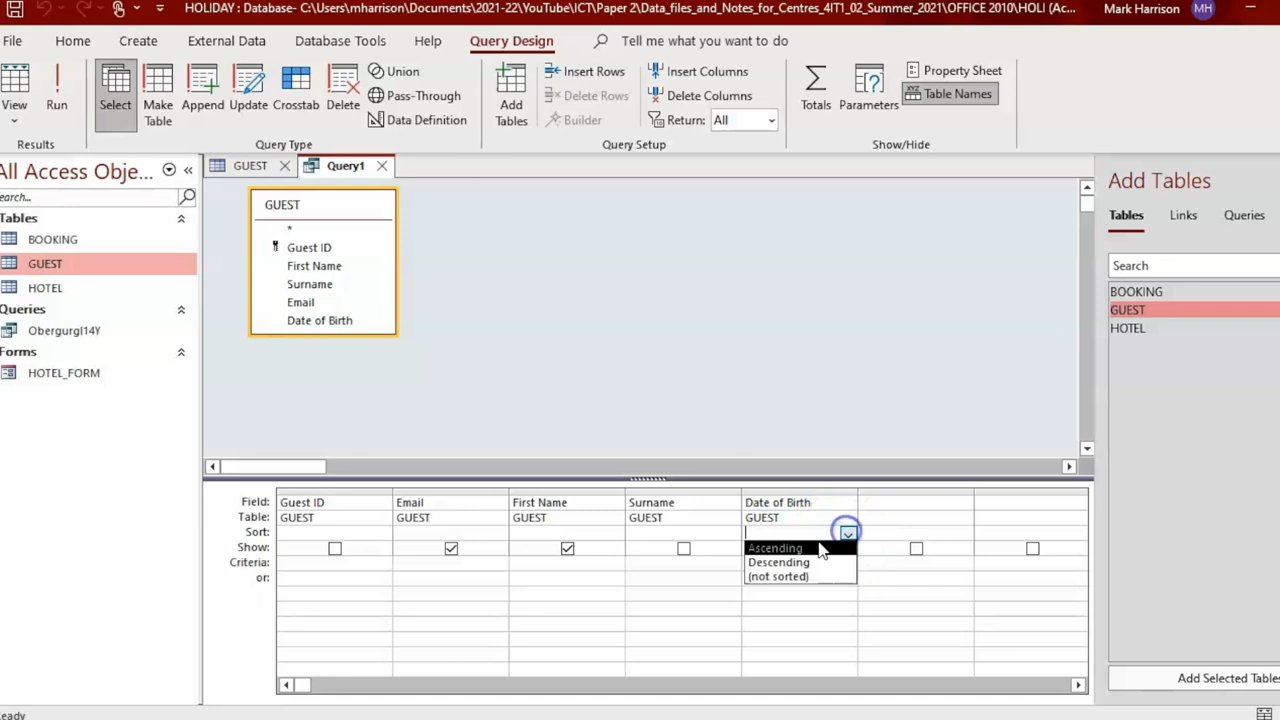 HOLIDAY : Database- C:\Users\mharrison\Documents\2021-22\YouTube\ICT\Paper 2\Data_files_and_Notes_for_Centres_4IT1_02_Summer_2021\OFFICE 2010\HOLI (Ac... Mark Harrison MH
File Home Create External Data Database Tools Help Query Design Tell me what you want to do
View Run Select Make Table Append Update Crosstab Delete Union Pass-Through Data Definition
Add Tables Insert Rows Delete Rows Builder Insert Columns Delete Columns Return: All
Totals Parameters Property Sheet XYZ Table Names
Results Query Type Query Setup Show/Hide
All Access Obje...
earch...
Tables
BOOKING
GUEST
HOTEL
Queries
Obergurgl14Y
Forms
HOTEL_FORM
GUEST Query1
GUEST
*
Guest ID
First Name
Surname
Email
Date of Birth
Field: Guest ID Email First Name Surname Date of Birth
Table: GUEST GUEST GUEST GUEST GUEST
Sort:
Show:
Criteria:
or:
Ascending
Descending
(not sorted)
Add Tables
Tables Links Queries
Search
BOOKING
GUEST
HOTEL
Add Selected Tables
eady